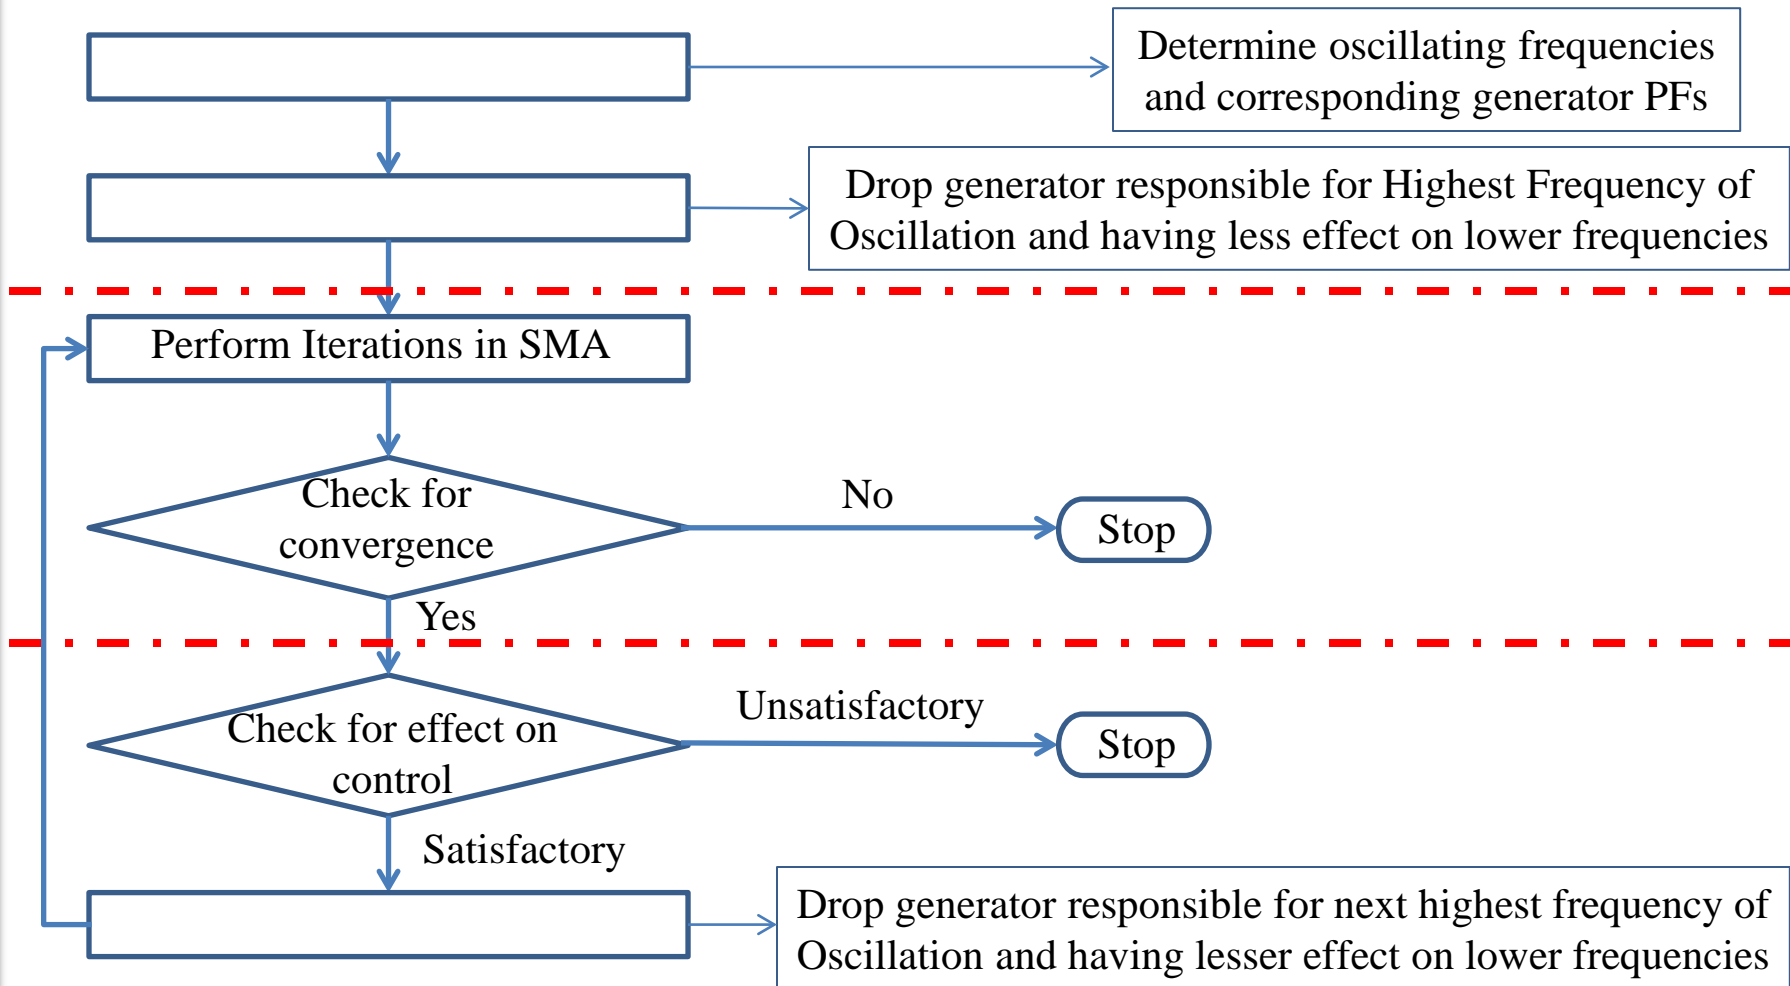 Determine oscillating frequencies
and corresponding generator PFs
Drop generator responsible for Highest Frequency of
Oscillation and having less effect on lower frequencies
Perform Iterations in SMA
Check for
convergence
No
Stop
Yes
Check for effect on
control
Unsatisfactory
Stop
Satisfactory
Drop generator responsible for next highest frequency of
Oscillation and having lesser effect on lower frequencies